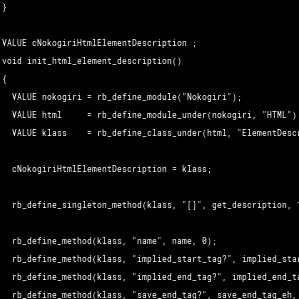 }
VALUE cNokogiriHtmlElementDescription ;
void init_html_element_description()
{
VALUE nokogiri = rb_define_module("Nokogiri");
VALUE html = rb_define_module_under(nokogiri, "HTML")
VALUE klass = rb_define_class_under(html, "ElementDescr
cNokogiriHtmlElementDescription = klass;
rb_define_singleton_method(klass, "[]", get_description,
rb_define_method(klass, "name", name, 0);
rb_define_method(klass, "implied_start_tag?", implied_star
rb_define_method(klass, "implied_end_tag?", implied_end_ta
rb_define_method(klass, "save_end_tag?", save_end_tag_eh,